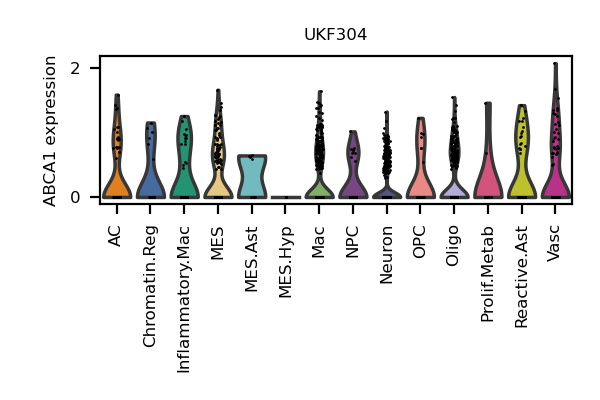 UKF304
ABCA1 expression
2
0
AC
Chromatin.Reg
Inflammatory.Mac
MES
MES.Ast
MES.Hyp
Mac
NPC
Neuron
OPC
Oligo
Prolif.Metab
Reactive.Ast
Vasc